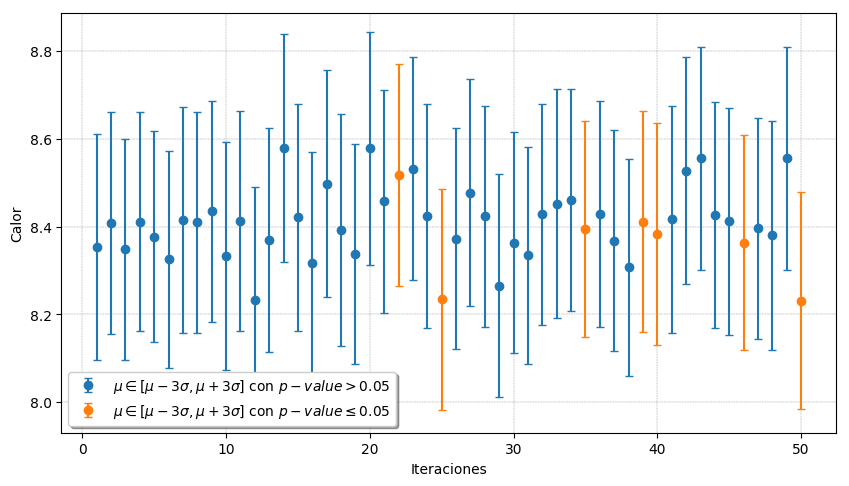 8.8
8.6
8.4
8.2
8.0
Calor
μ ∈ [μ − 3σ, μ + 3σ] con p − value > 0.05
μ ∈ [μ − 3σ, μ + 3σ] con p − value ≤ 0.05
0 10 20 30 40 50
Iteraciones